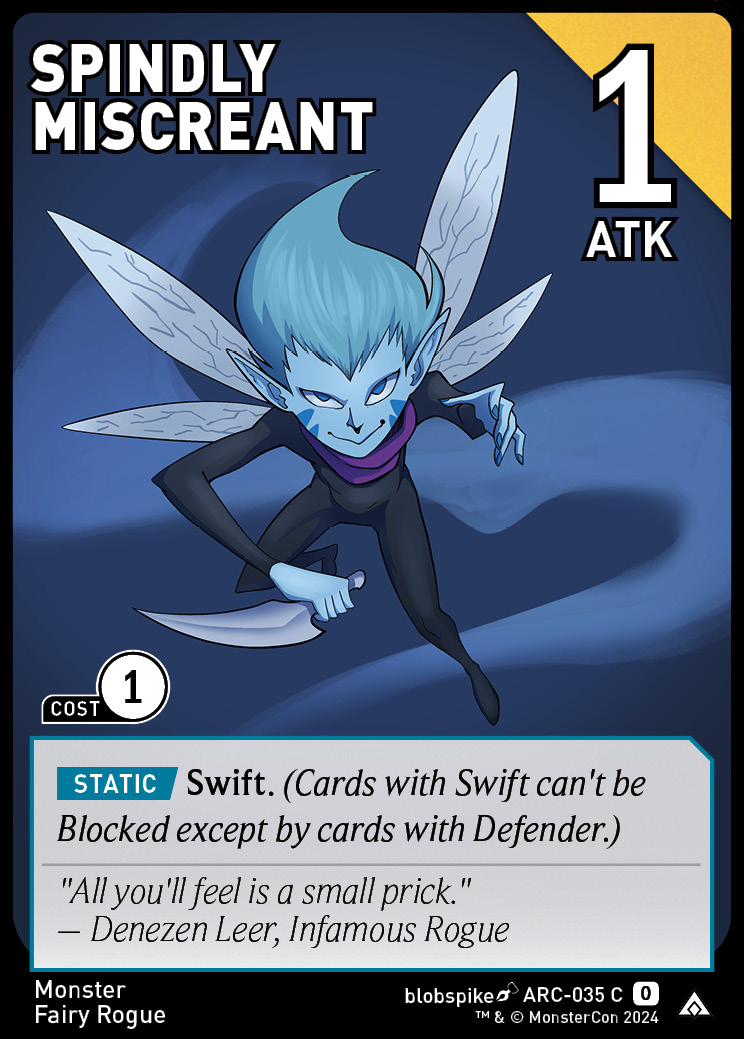 SPINDLY
MISCREANT
1
ATK
COST 1
STATIC Swift. (Cards with Swift can't be
Blocked except by cards with Defender.)
"All you'll feel is a small prick."
— Denezen Leer, Infamous Rogue
Monster
Fairy Rogue
blobspike ARC-035 C 0
™ & © MonsterCon 2024